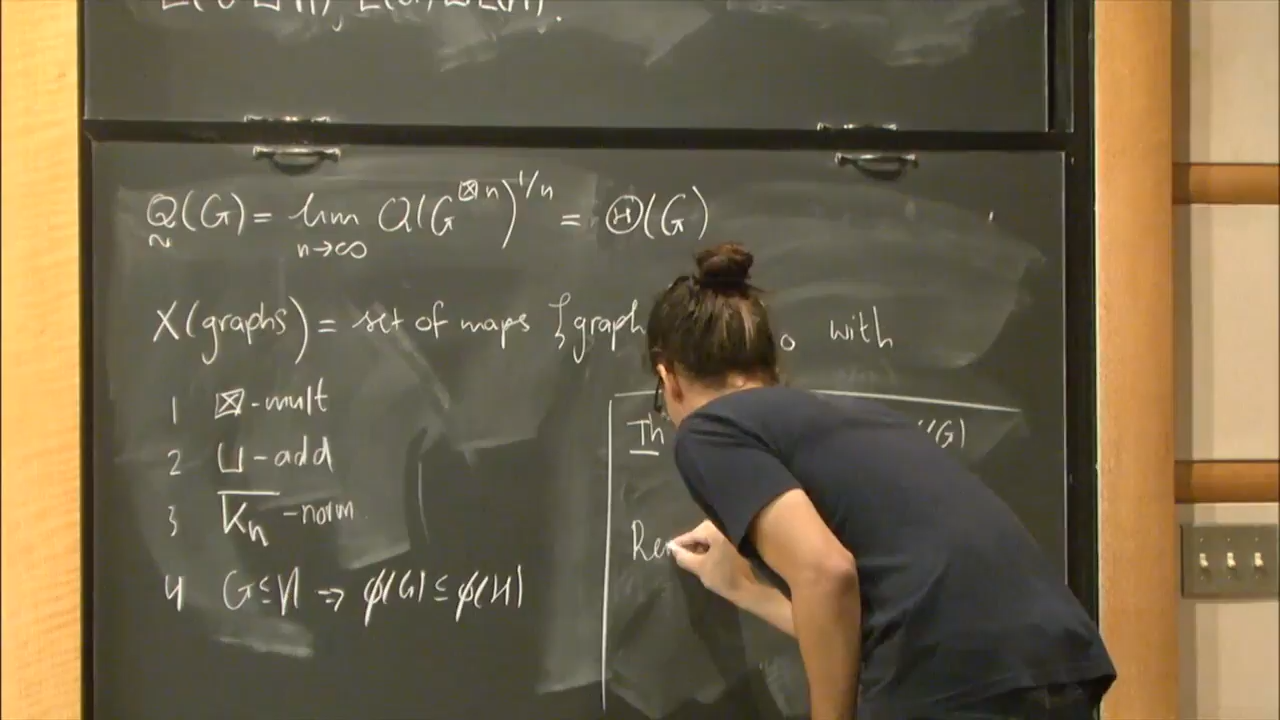 Q(G) = lim n→∞ Q(G^⊠n)^1/n = Θ(G)
~
X(graphs) = set of maps {graph with
1 ⊠-mult
2 ⊔-add
3 K̅n-norm
4 G ≤ H ⇒ φ(G) ≤ φ(H)
Th (G)
Re